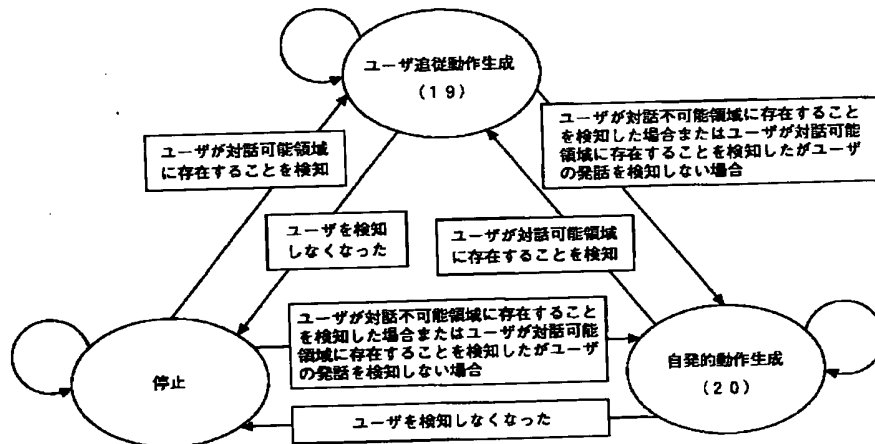 ユーザ追従動作生成
(19)
ユーザが対話不可能領域に存在すること
を検知した場合またはユーザが対話可能
領域に存在することを検知したがユーザ
の発話を検知しない場合
ユーザが対話可能領域
に存在することを検知
ユーザを検知
しなくなった
ユーザが対話可能領域
に存在することを検知
ユーザが対話不可能領域に存在すること
を検知した場合またはユーザが対話可能
領域に存在することを検知したがユーザ
の発話を検知しない場合
停止
自発的動作生成
(20)
ユーザを検知しなくなった